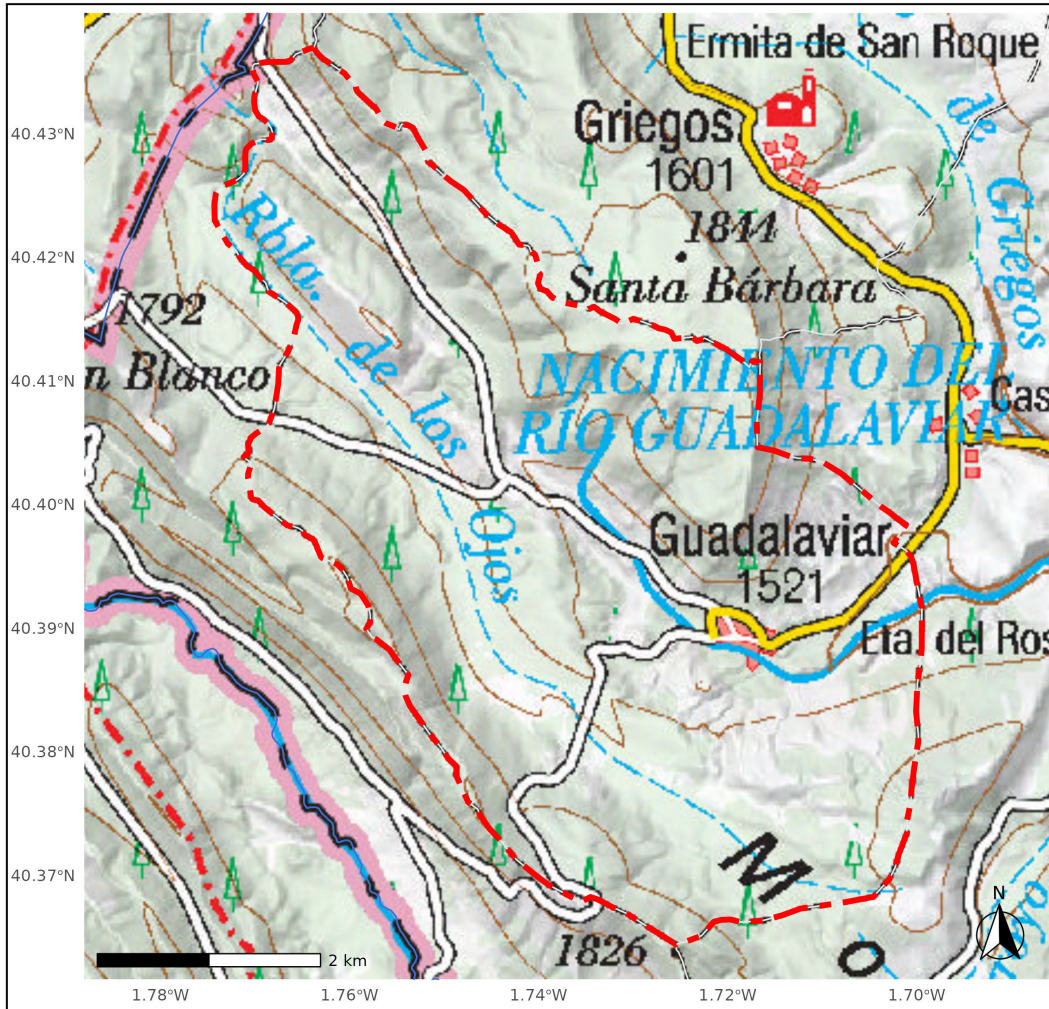 Ermita de San Roque
Griegos
1601
de
Griegos
1844
Santa Bárbara
Rbla.
de
los
Ojos
1792
n Blanco
NACIMIENTO DEL
RÍO GUADALAVIAR
Cas
Guadalaviar
1521
Eta. del Ros
M
O
1826
oyo
N
2 km
40.43°N
40.42°N
40.41°N
40.40°N
40.39°N
40.38°N
40.37°N
1.78°W
1.76°W
1.74°W
1.72°W
1.70°W